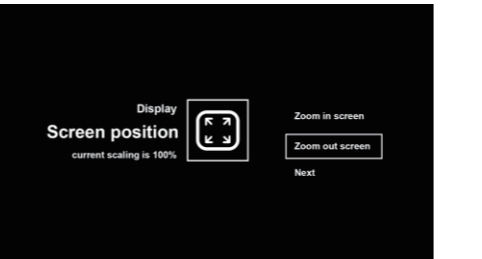 Display
Screen position
current scaling is 100%
Zoom in screen
Zoom out screen
Next